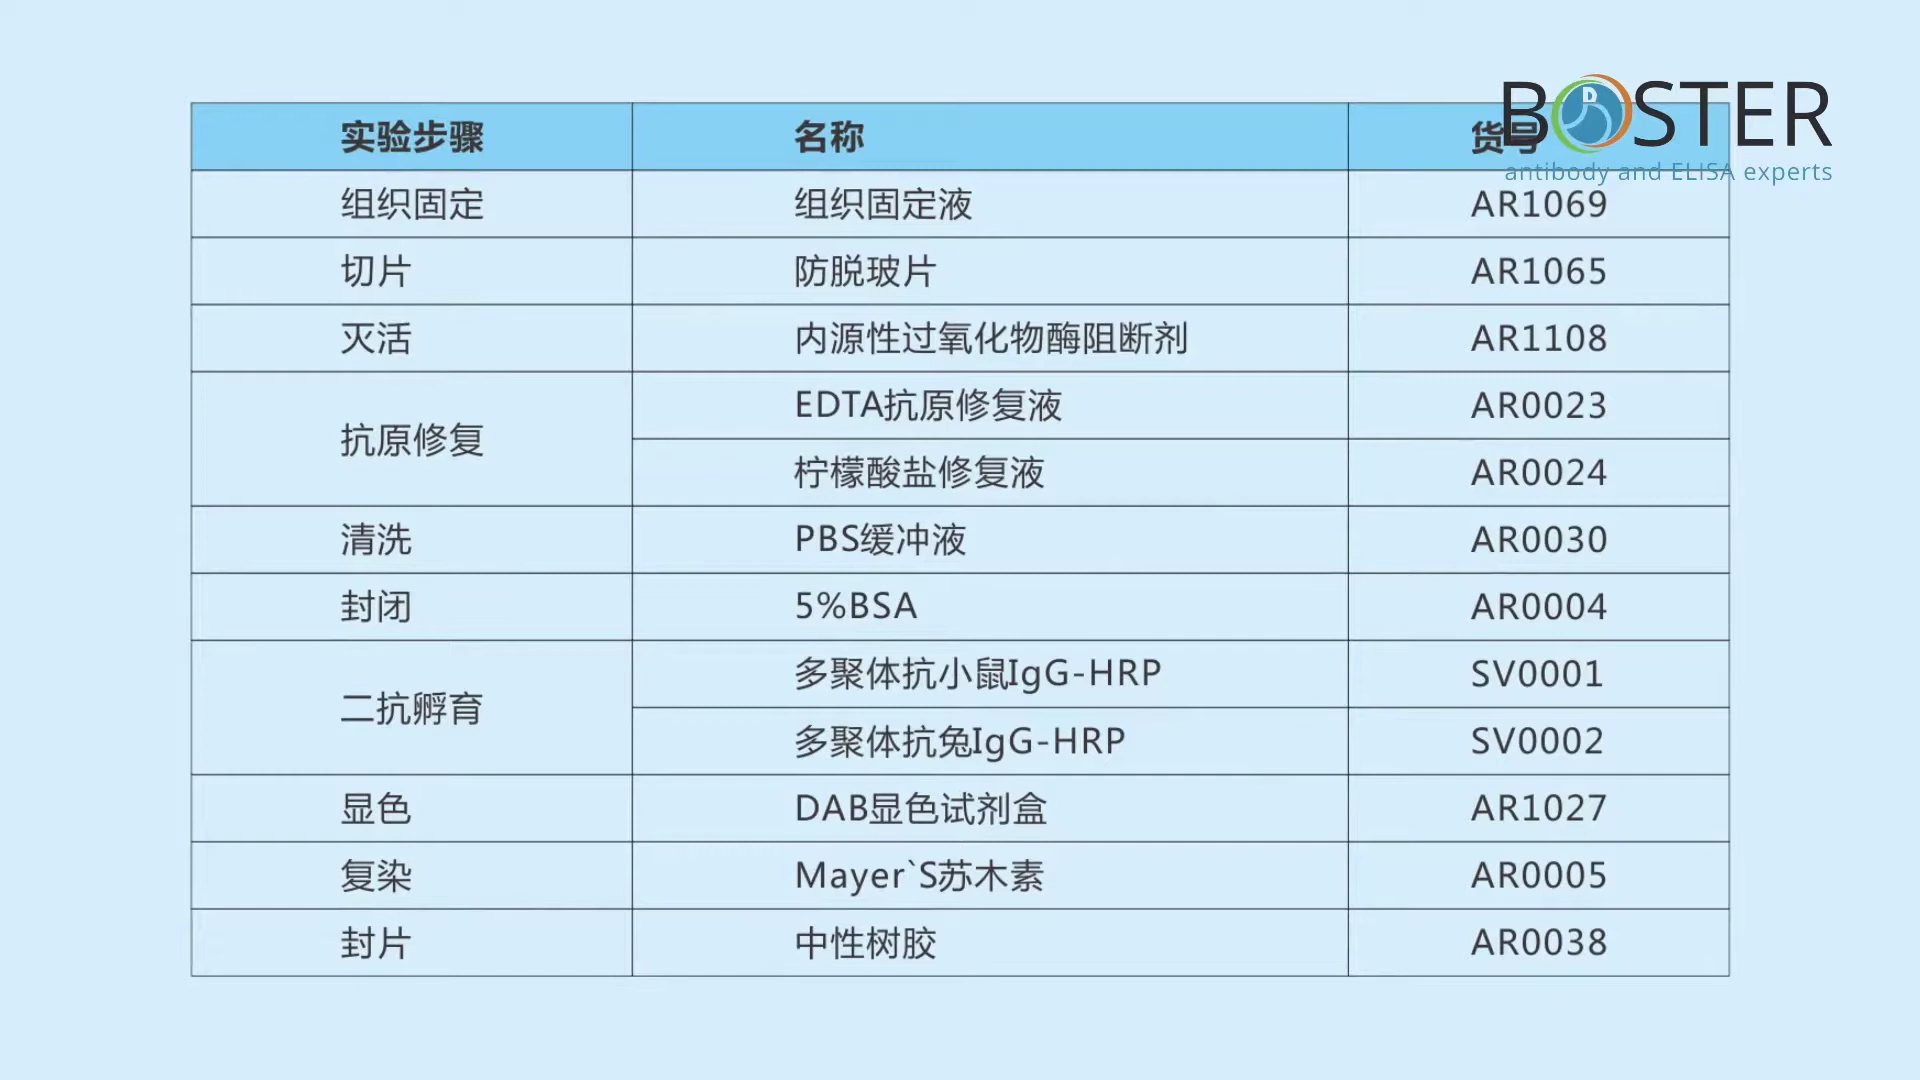 BOSTER
antibody and ELISA experts
实验步骤 名称 货号
组织固定 组织固定液 AR1069
切片 防脱玻片 AR1065
灭活 内源性过氧化物酶阻断剂 AR1108
抗原修复 EDTA抗原修复液 AR0023
柠檬酸盐修复液 AR0024
清洗 PBS缓冲液 AR0030
封闭 5%BSA AR0004
二抗孵育 多聚体抗小鼠IgG-HRP SV0001
多聚体抗兔IgG-HRP SV0002
显色 DAB显色试剂盒 AR1027
复染 Mayer`S苏木素 AR0005
封片 中性树胶 AR0038